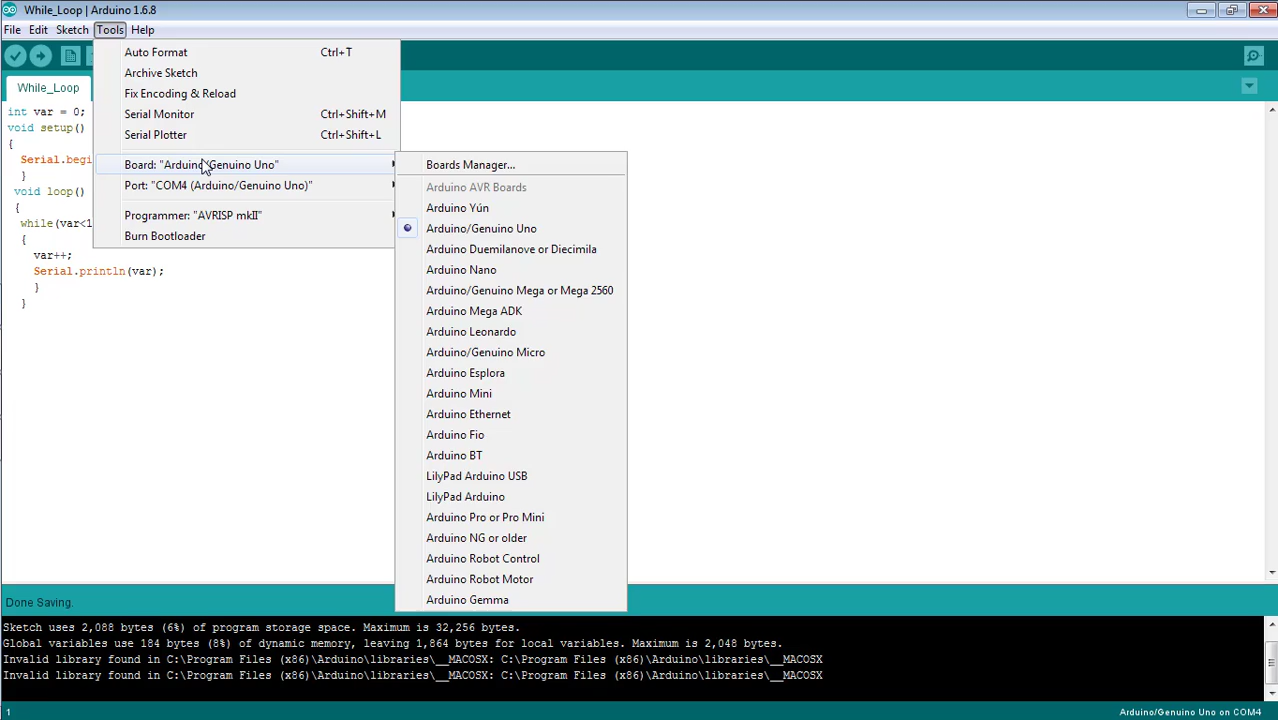 While_Loop | Arduino 1.6.8
File Edit Sketch Tools Help
Auto Format Ctrl+T
Archive Sketch
Fix Encoding & Reload
Serial Monitor Ctrl+Shift+M
Serial Plotter Ctrl+Shift+L
Board: "Arduino/Genuino Uno"
Port: "COM4 (Arduino/Genuino Uno)"
Programmer: "AVRISP mkII"
Burn Bootloader
Boards Manager...
Arduino AVR Boards
Arduino Yún
Arduino/Genuino Uno
Arduino Duemilanove or Diecimila
Arduino Nano
Arduino/Genuino Mega or Mega 2560
Arduino Mega ADK
Arduino Leonardo
Arduino/Genuino Micro
Arduino Esplora
Arduino Mini
Arduino Ethernet
Arduino Fio
Arduino BT
LilyPad Arduino USB
LilyPad Arduino
Arduino Pro or Pro Mini
Arduino NG or older
Arduino Robot Control
Arduino Robot Motor
Arduino Gemma
While_Loop
int var = 0;
void setup()
{
Serial.begi
}
void loop()
{
while(var<1
{
var++;
Serial.println(var);
}
}
Done Saving.
Sketch uses 2,088 bytes (6%) of program storage space. Maximum is 32,256 bytes.
Global variables use 184 bytes (8%) of dynamic memory, leaving 1,864 bytes for local variables. Maximum is 2,048 bytes.
Invalid library found in C:\Program Files (x86)\Arduino\libraries\__MACOSX: C:\Program Files (x86)\Arduino\libraries\__MACOSX
Invalid library found in C:\Program Files (x86)\Arduino\libraries\__MACOSX: C:\Program Files (x86)\Arduino\libraries\__MACOSX
1 Arduino/Genuino Uno on COM4